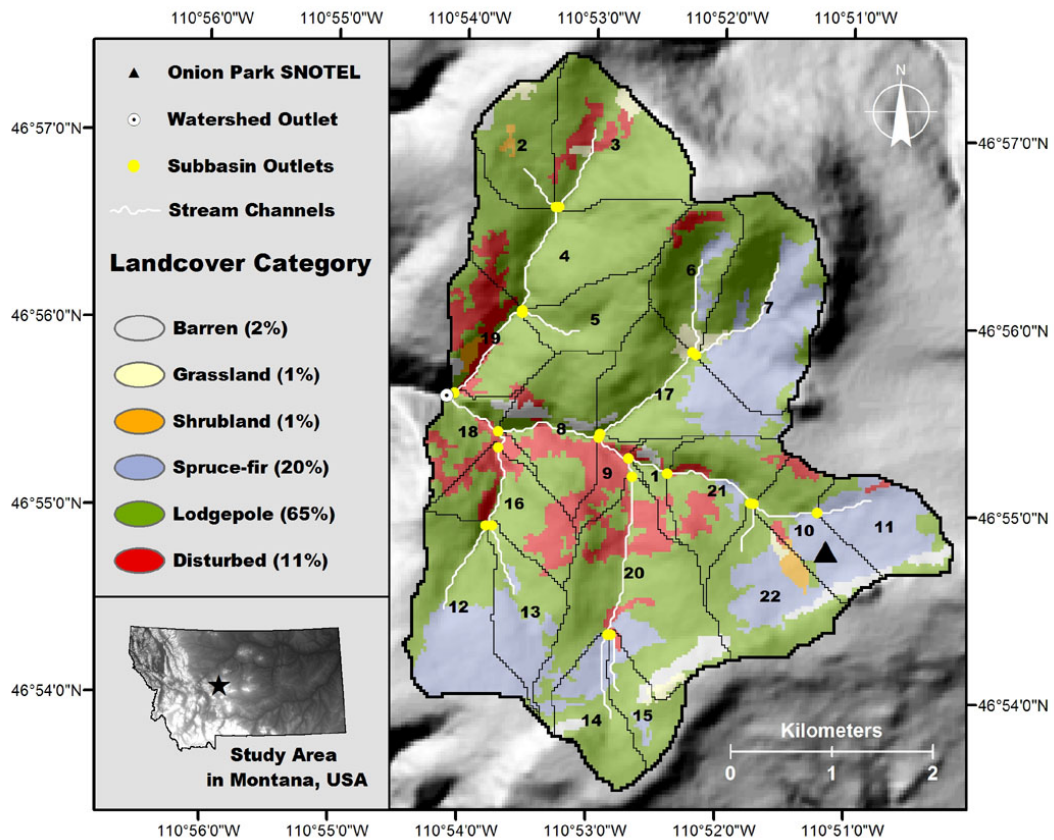 110°56'0"W 110°55'0"W 110°54'0"W 110°53'0"W 110°52'0"W 110°51'0"W
Onion Park SNOTEL
Watershed Outlet
Subbasin Outlets
Stream Channels
Landcover Category
Barren (2%)
Grassland (1%)
Shrubland (1%)
Spruce-fir (20%)
Lodgepole (65%)
Disturbed (11%)
Study Area
in Montana, USA
46°57'0"N
46°56'0"N
46°55'0"N
46°54'0"N
N
2
3
4
6
7
5
19
17
18
8
9
1
21
10
11
16
20
22
12
13
14
15
Kilometers
0 1 2
46°57'0"N
46°56'0"N
46°55'0"N
46°54'0"N
110°56'0"W 110°55'0"W 110°54'0"W 110°53'0"W 110°52'0"W 110°51'0"W